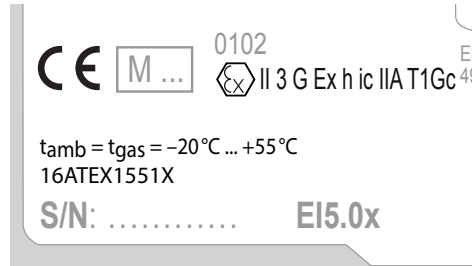 0102
CE M ... Ex II 3 G Ex h ic IIA T1Gc
tamb = tgas = −20 °C ... +55 °C
16ATEX1551X
S/N: ............ EI5.0x